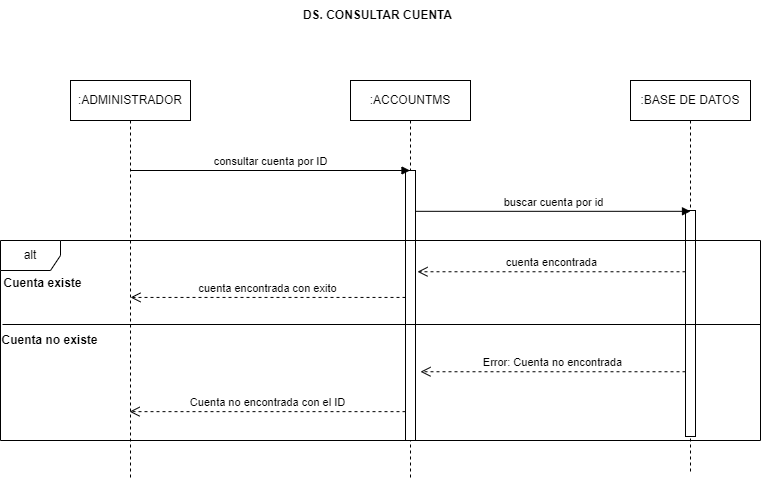 DS. CONSULTAR CUENTA
:ADMINISTRADOR
:ACCOUNTMS
:BASE DE DATOS
consultar cuenta por ID
buscar cuenta por id
alt
cuenta encontrada
Cuenta existe
cuenta encontrada con exito
Cuenta no existe
Error: Cuenta no encontrada
Cuenta no encontrada con el ID